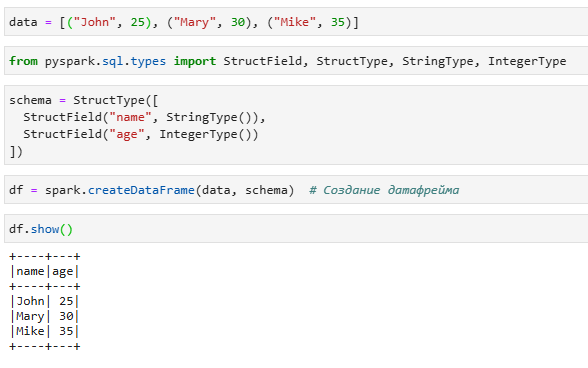 data = [("John", 25), ("Mary", 30), ("Mike", 35)]
from pyspark.sql.types import StructField, StructType, StringType, IntegerType
schema = StructType([
  StructField("name", StringType()),
  StructField("age", IntegerType())
])
df = spark.createDataFrame(data, schema)  # Создание датафрейма
df.show()
+----+---+
|name|age|
+----+---+
|John| 25|
|Mary| 30|
|Mike| 35|
+----+---+